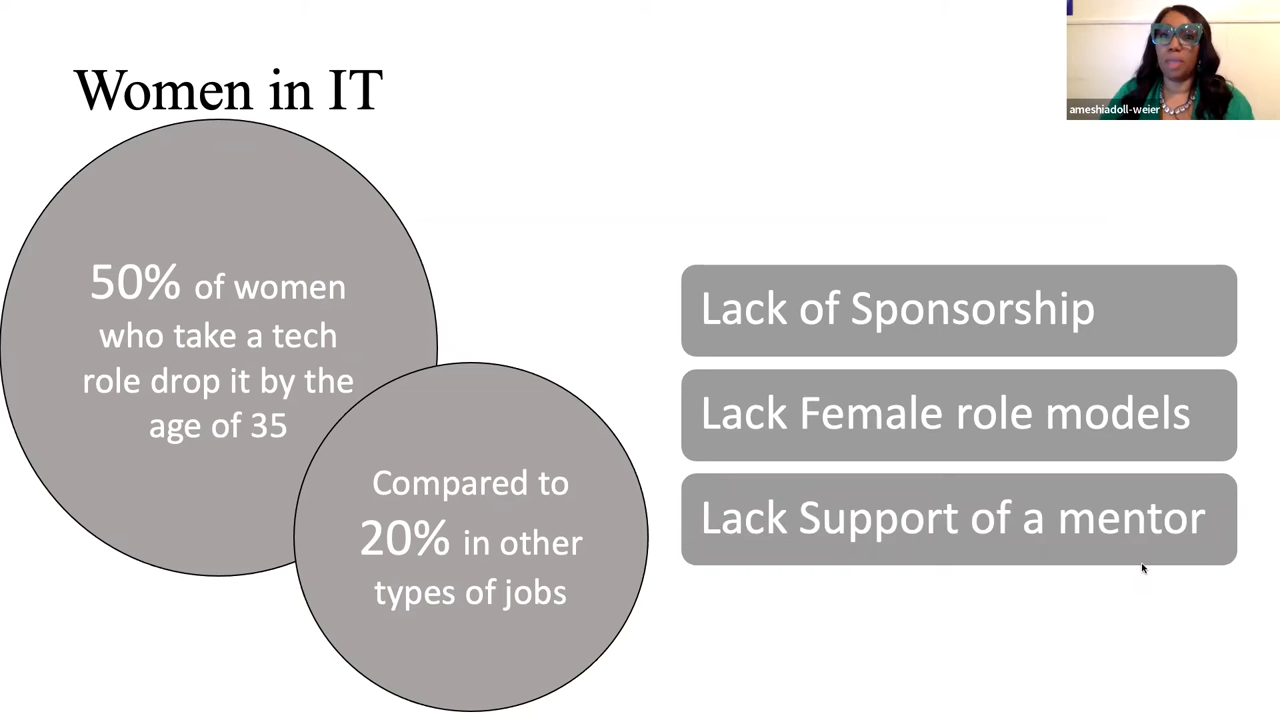 Women in IT
50% of women
who take a tech
role drop it by the
age of 35
Compared to
20% in other
types of jobs
Lack of Sponsorship
Lack Female role models
Lack Support of a mentor
ameshiadoll-weier